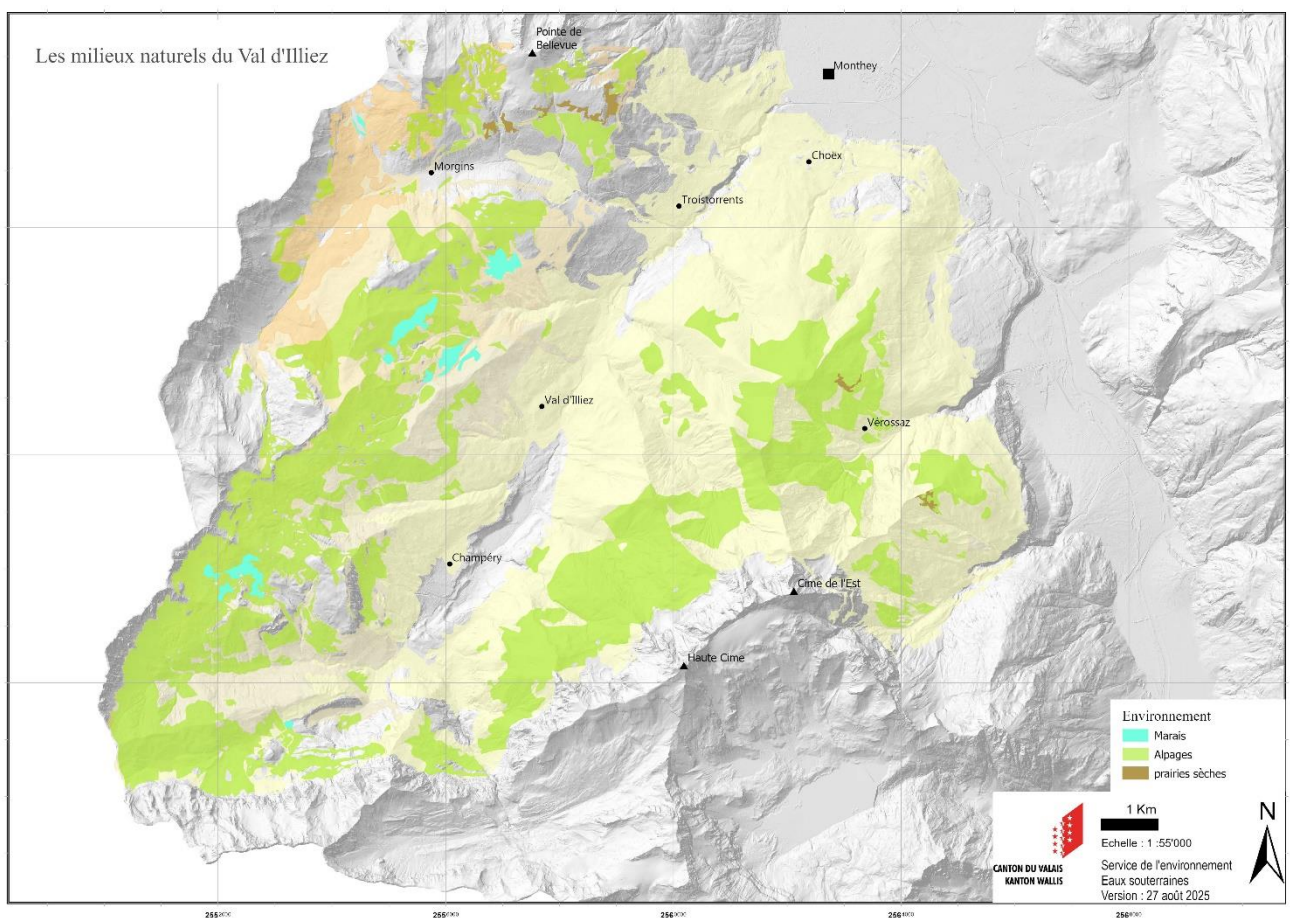 Les milieux naturels du Val d'Illiez
Pointe de
Bellevue
Monthey
Choëx
Morgins
Troistorrents
Val d'Illiez
Vérossaz
Champéry
Cime de l'Est
Haute Cime
Environnement
Marais
Alpages
prairies sèches
1 Km
N
Echelle : 1 :55'000
CANTON DU VALAIS
KANTON WALLIS
Service de l'environnement
Eaux souterraines
Version : 27 août 2025